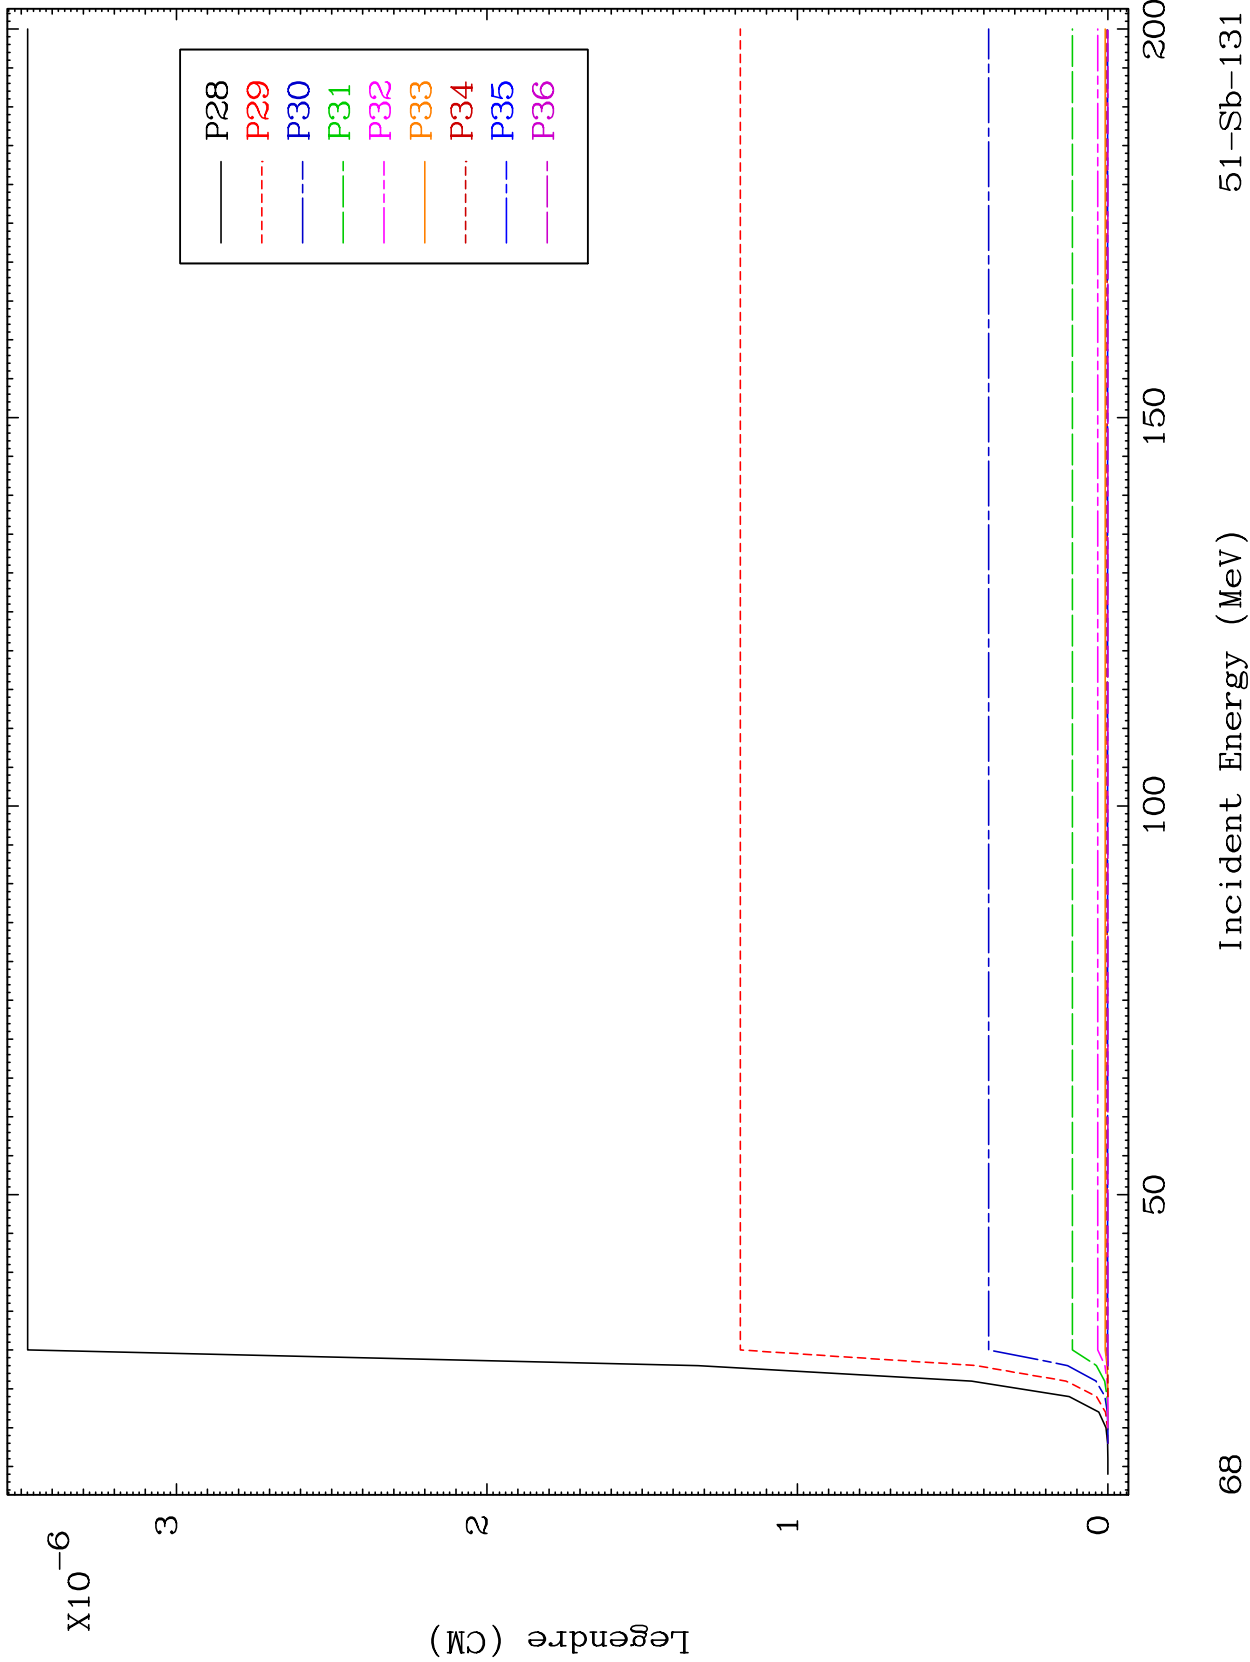 X10-6
Legendre (CM)
3
2
1
0
P28
P29
P30
P31
P32
P33
P34
P35
P36
50
100
150
200
68
Incident Energy (MeV)
51-Sb-131